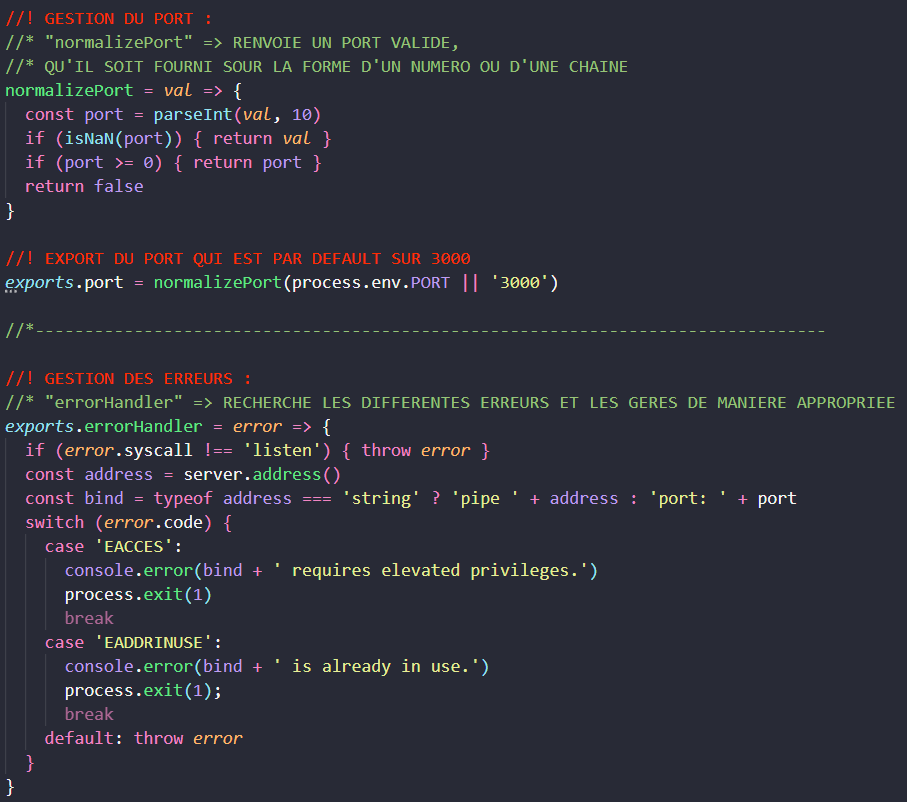 //! GESTION DU PORT :
//* "normalizePort" => RENVOIE UN PORT VALIDE,
//* QU'IL SOIT FOURNI SOUR LA FORME D'UN NUMERO OU D'UNE CHAINE
normalizePort = val => {
  const port = parseInt(val, 10)
  if (isNaN(port)) { return val }
  if (port >= 0) { return port }
  return false
}

//! EXPORT DU PORT QUI EST PAR DEFAULT SUR 3000
exports.port = normalizePort(process.env.PORT || '3000')

//*--------------------------------------------------------------------------------

//! GESTION DES ERREURS :
//* "errorHandler" => RECHERCHE LES DIFFERENTES ERREURS ET LES GERES DE MANIERE APPROPRIEE
exports.errorHandler = error => {
  if (error.syscall !== 'listen') { throw error }
  const address = server.address()
  const bind = typeof address === 'string' ? 'pipe ' + address : 'port: ' + port
  switch (error.code) {
    case 'EACCES':
      console.error(bind + ' requires elevated privileges.')
      process.exit(1)
      break
    case 'EADDRINUSE':
      console.error(bind + ' is already in use.')
      process.exit(1);
      break
    default: throw error
  }
}